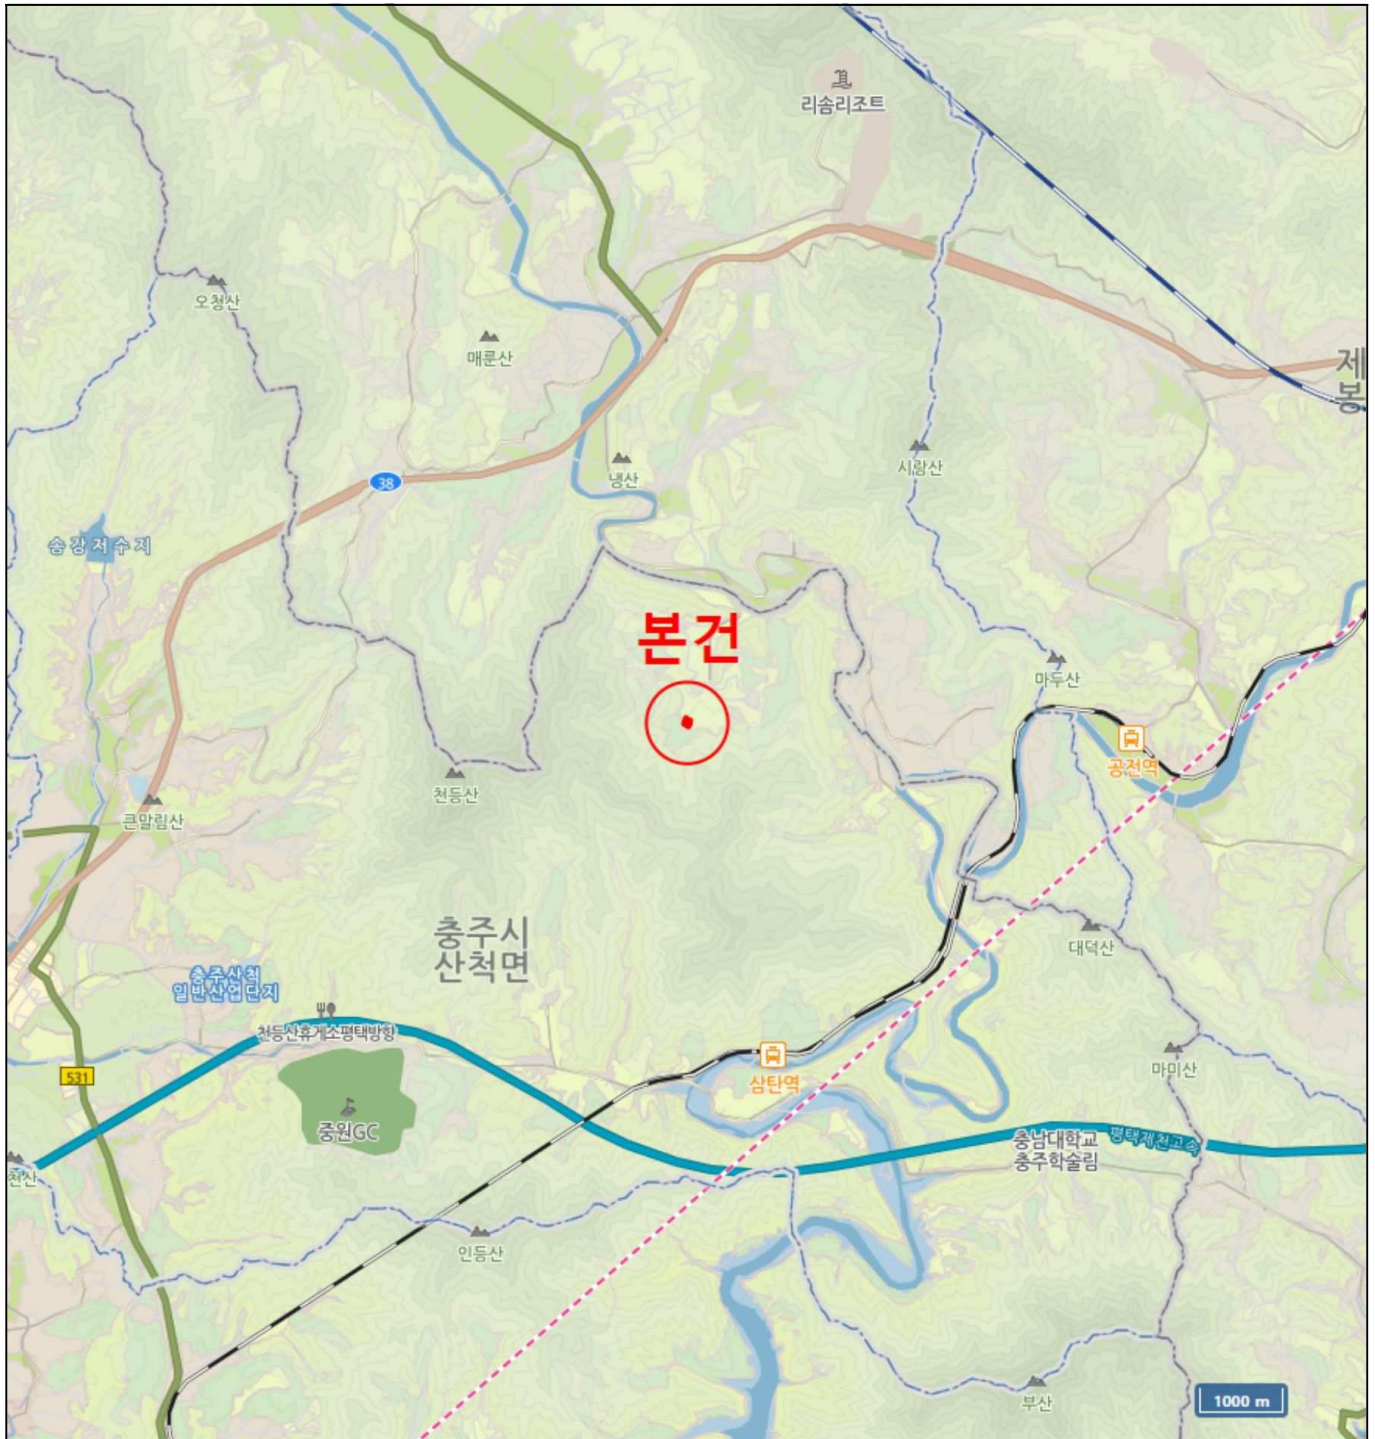 리솜리조트
오청산
매룬산
제
봉
시랑산
냉산
38
송강저수지
본건
마두산
공전역
천등산
큰말림산
충주시
산척면
대덕산
충주산척
일반산업단지
천등산휴게소평택방향
531
삼탄역
마미산
중원GC
충남대학교
충주학술림
평택제천고속
천산
인등산
부산
1000 m